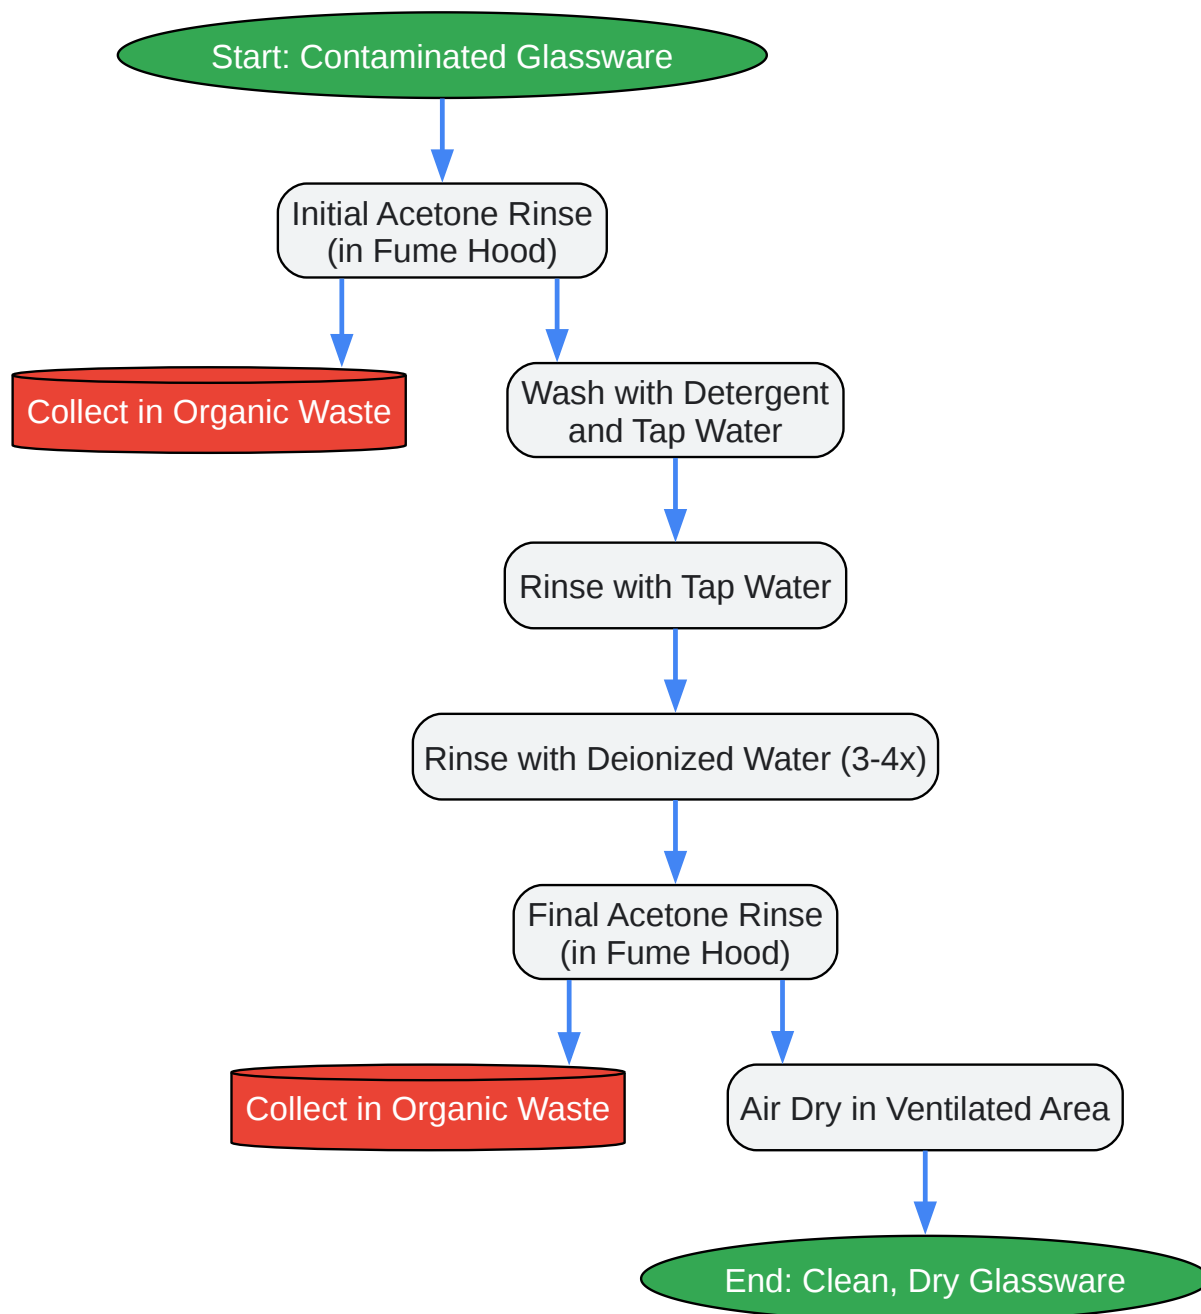 Start: Contaminated Glassware
Initial Acetone Rinse
(in Fume Hood)
Collect in Organic Waste
Wash with Detergent
and Tap Water
Rinse with Tap Water
Rinse with Deionized Water (3-4x)
Final Acetone Rinse
(in Fume Hood)
Collect in Organic Waste
Air Dry in Ventilated Area
End: Clean, Dry Glassware